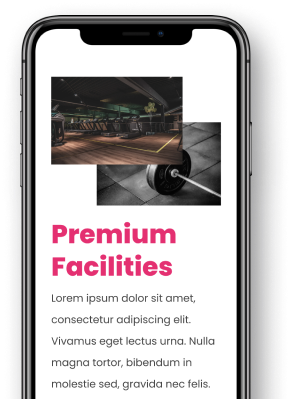 Premium
Facilities
Lorem ipsum dolor sit amet,
consectetur adipiscing elit.
Vivamus eget lectus urna. Nulla
magna tortor, bibendum in
molestie sed, gravida nec felis.